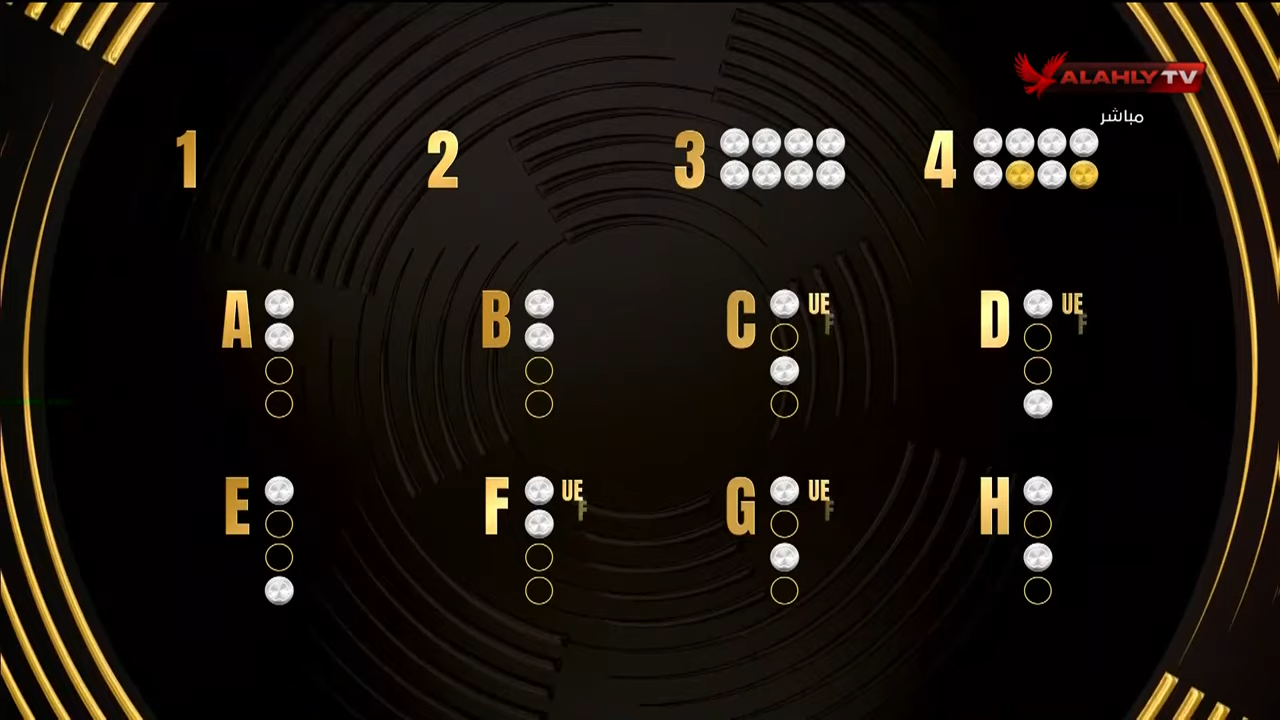 ALAHLY TV
مباشر
1 2 3 4
A B C UE D UE
F F
E F UE G UE H
F F